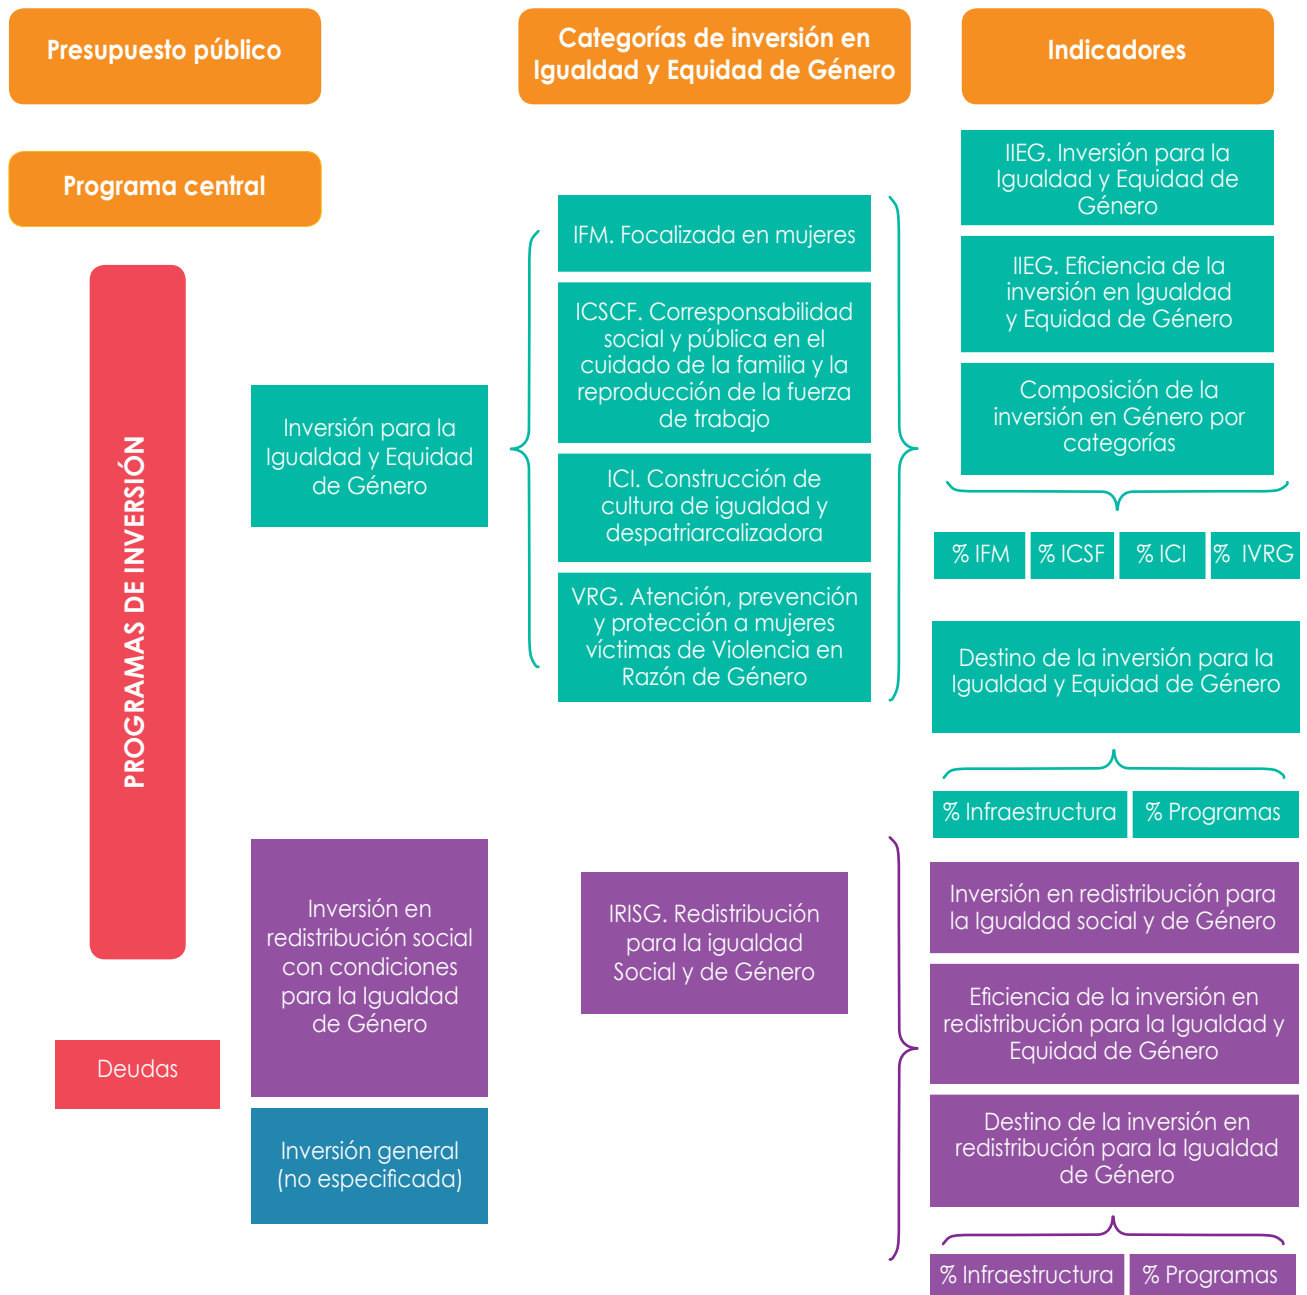 Presupuesto público
Categorías de inversión en
Igualdad y Equidad de Género
Indicadores
Programa central
PROGRAMAS DE INVERSIÓN
Deudas
Inversión para la
Igualdad y Equidad
de Género
Inversión en
redistribución social
con condiciones
para la Igualdad
de Género
Inversión general
(no especificada)
IFM. Focalizada en mujeres
ICSCF. Corresponsabilidad
social y pública en el
cuidado de la familia y la
reproducción de la fuerza
de trabajo
ICI. Construcción de
cultura de igualdad y
despatriarcalizadora
VRG. Atención, prevención
y protección a mujeres
víctimas de Violencia en
Razón de Género
IRISG. Redistribución
para la igualdad
Social y de Género
IIEG. Inversión para la
Igualdad y Equidad de
Género
IIEG. Eficiencia de la
inversión en Igualdad
y Equidad de Género
Composición de la
inversión en Género por
categorías
% IFM
% ICSF
% ICI
% IVRG
Destino de la inversión para la
Igualdad y Equidad de Género
% Infraestructura
% Programas
Inversión en redistribución para
la Igualdad social y de Género
Eficiencia de la inversión en
redistribución para la Igualdad y
Equidad de Género
Destino de la inversión en
redistribución para la Igualdad
de Género
% Infraestructura
% Programas